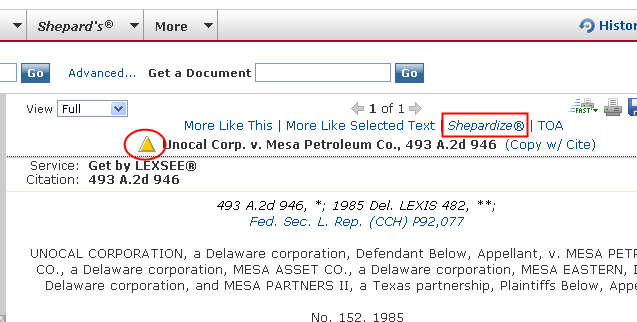 Shepard's® More Histor
Go Advanced... Get a Document Go
View Full 1 of 1 FAST
More Like This | More Like Selected Text | Shepardize® | TOA
Unocal Corp. v. Mesa Petroleum Co., 493 A.2d 946 (Copy w/ Cite)
Service: Get by LEXSEE®
Citation: 493 A.2d 946
493 A.2d 946, *; 1985 Del. LEXIS 482, **;
Fed. Sec. L. Rep. (CCH) P92,077
UNOCAL CORPORATION, a Delaware corporation, Defendant Below, Appellant, v. MESA PETR
CO., a Delaware corporation, MESA ASSET CO., a Delaware corporation, MESA EASTERN, I
Delaware corporation, and MESA PARTNERS II, a Texas partnership, Plaintiffs Below, Appe
No. 152, 1985